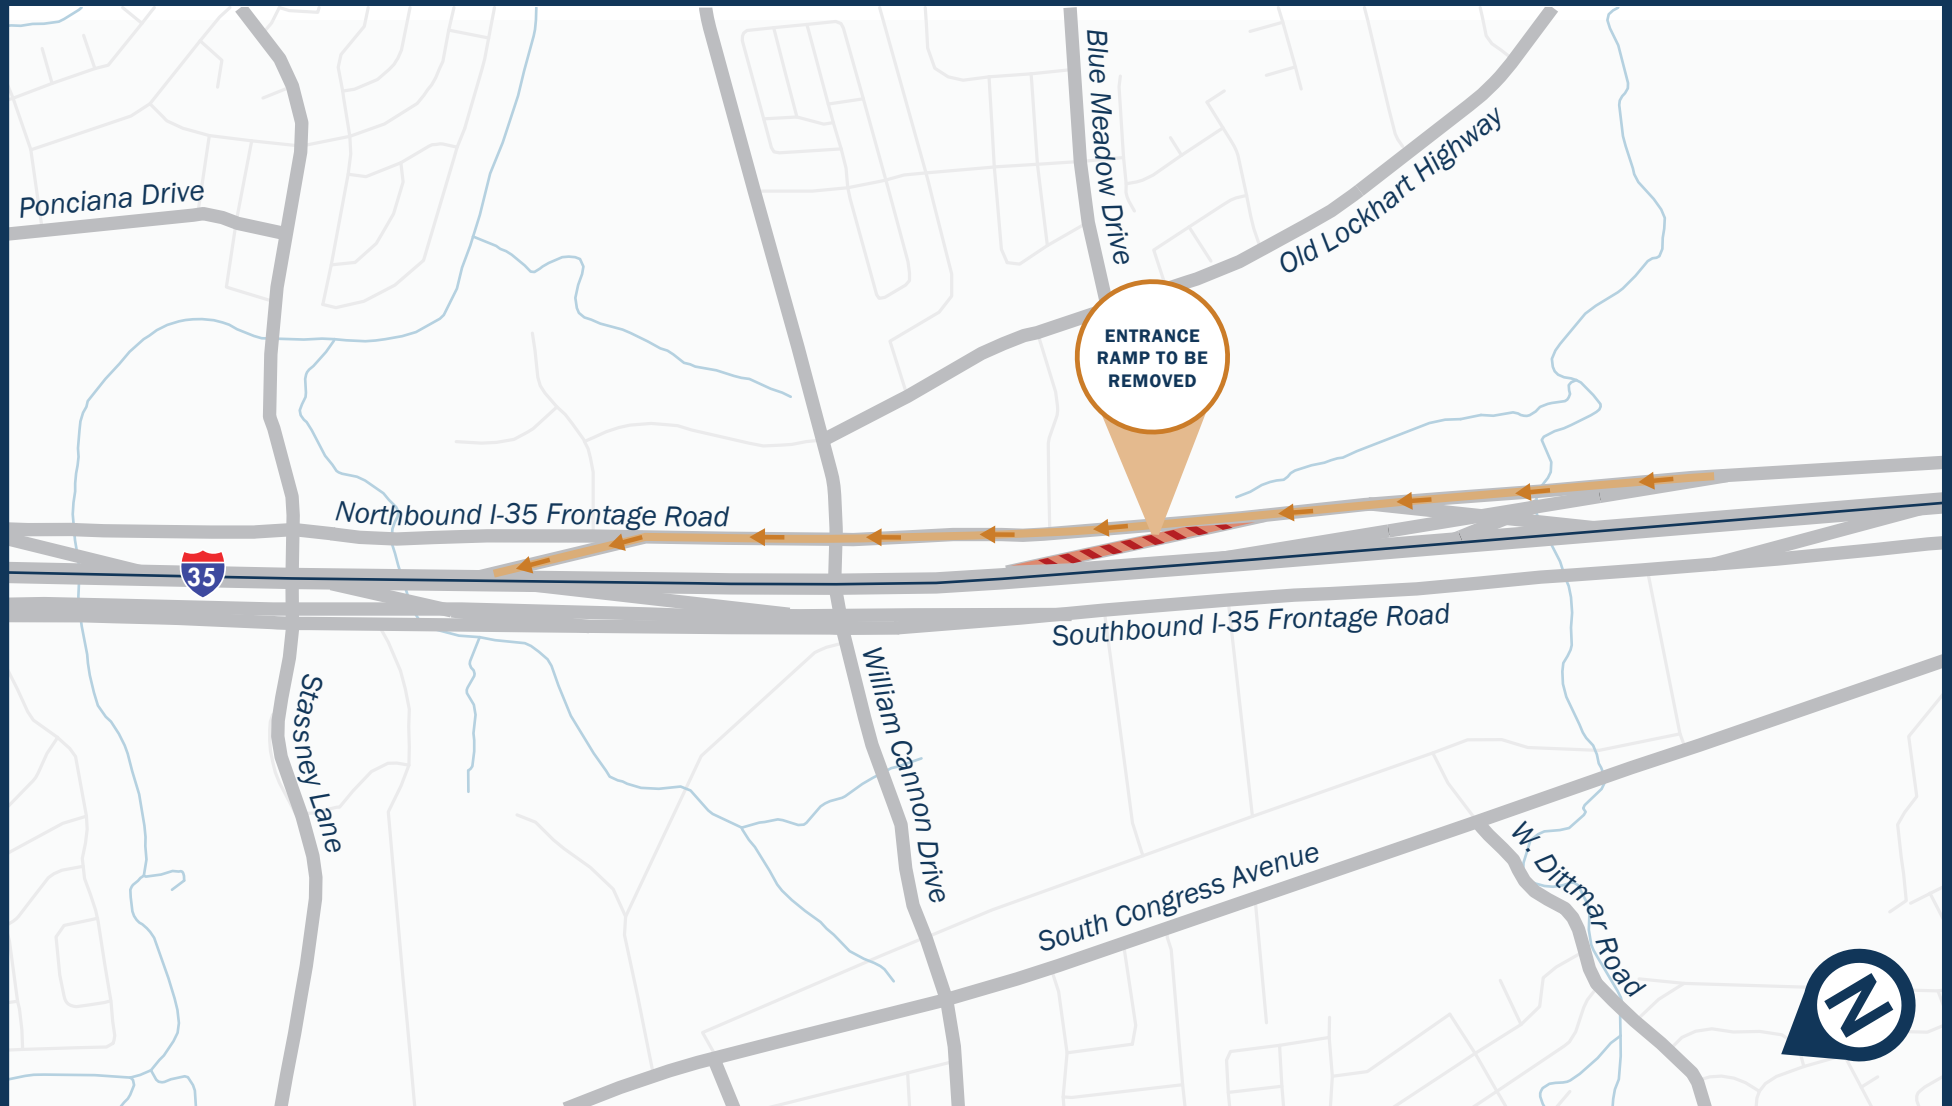 Blue Meadow Drive
Old Lockhart Highway
Ponciana Drive
ENTRANCE
RAMP TO BE
REMOVED
Northbound I-35 Frontage Road
35
Southbound I-35 Frontage Road
Stassney Lane
William Cannon Drive
South Congress Avenue
W. Dittmar Road
N